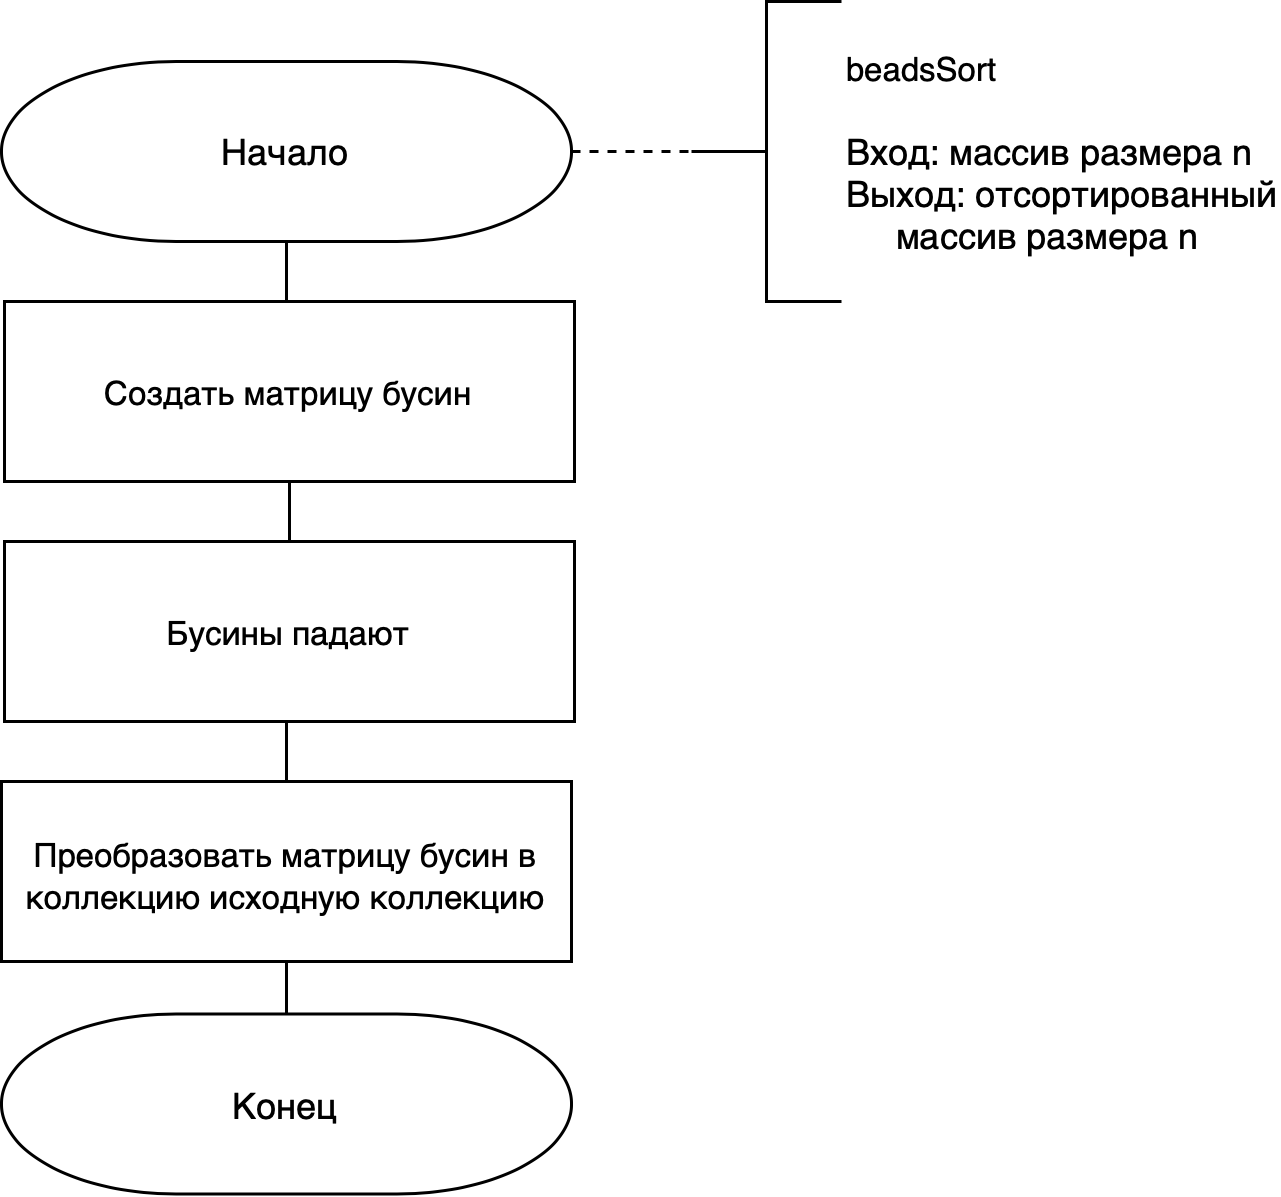 Начало
beadsSort
Вход: массив размера n
Выход: отсортированный
массив размера n
Создать матрицу бусин
Бусины падают
Преобразовать матрицу бусин в
коллекцию исходную коллекцию
Конец